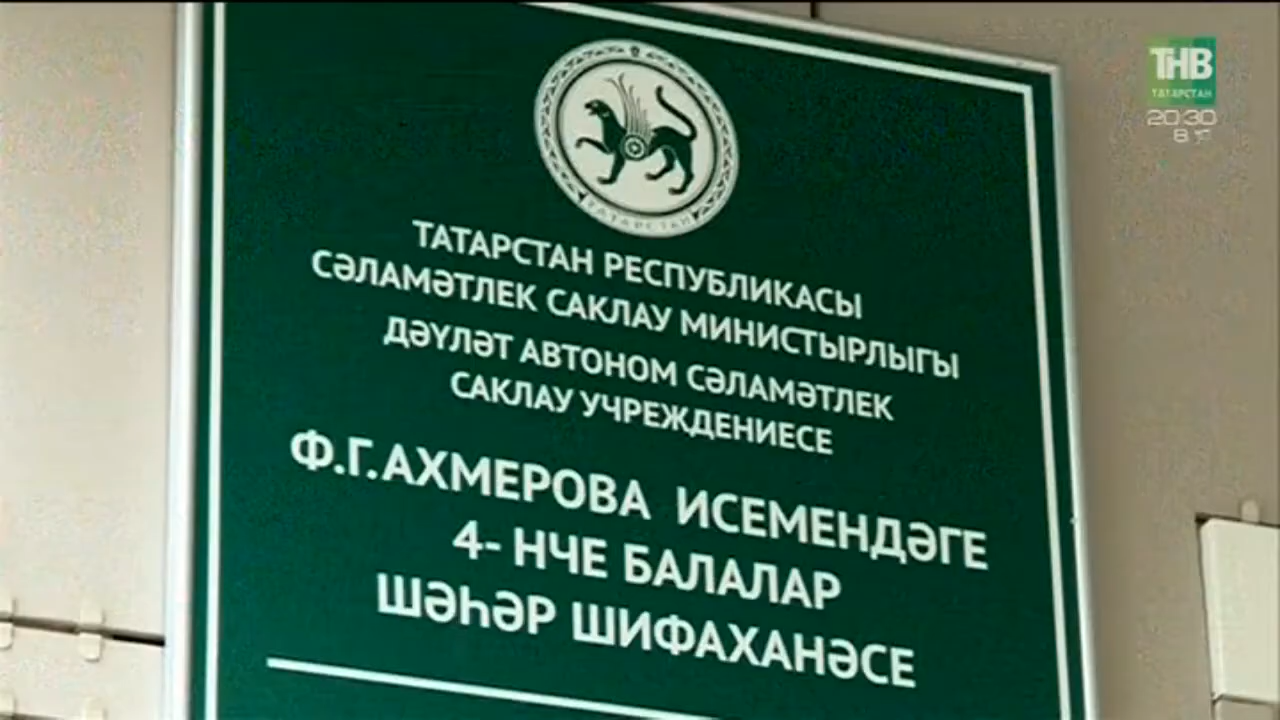 ТНВ
ТАТАРСТАН
20:30
ТАТАРСТАН
ТАТАРСТАН РЕСПУБЛИКАСЫ
СӘЛАМӘТЛЕК САКЛАУ МИНИСТЫРЛЫГЫ
ДӘҮЛӘТ АВТОНОМ СӘЛАМӘТЛЕК
САКЛАУ УЧРЕЖДЕНИЕСЕ
Ф.Г.АХМЕРОВА ИСЕМЕНДӘГЕ
4- НЧЕ БАЛАЛАР
ШӘҺӘР ШИФАХАНӘСЕ